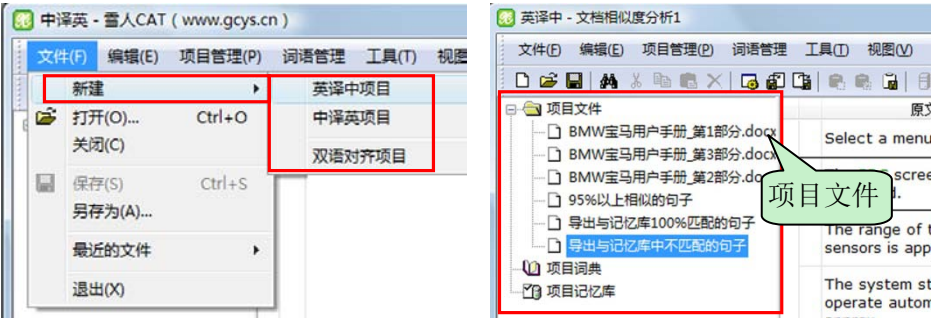 中译英 - 雪人CAT ( www.gcys.cn )
文件(F) 编辑(E) 项目管理(P) 词语管理 工具(T) 视图
新建
打开(O)... Ctrl+O
关闭(C)
保存(S) Ctrl+S
另存为(A)...
最近的文件
退出(X)
英译中项目
中译英项目
双语对齐项目
英译中 - 文档相似度分析1
文件(F) 编辑(E) 项目管理(P) 词语管理 工具(T) 视图(V)
项目文件
BMW宝马用户手册_第1部分.docx
BMW宝马用户手册_第3部分.docx
BMW宝马用户手册_第2部分.do
95%以上相似的句子
导出与记忆库100%匹配的句子
导出与记忆库中不匹配的句子
项目词典
项目记忆库
项目文件
原文
Select a menu
scree
d.
The range of t
sensors is app
The system st
operate autom